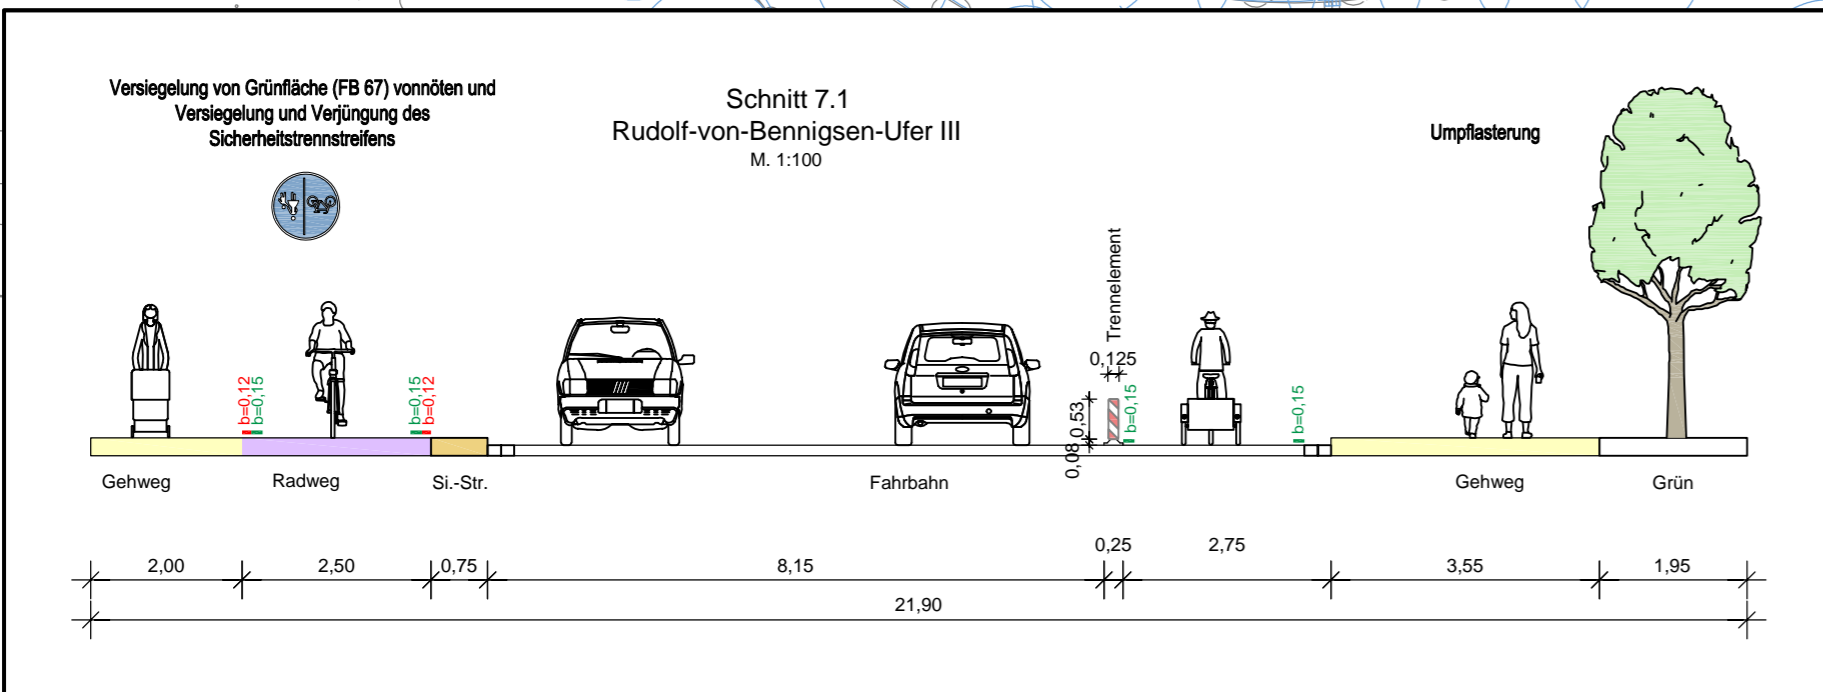 Versiegelung von Grünfläche (FB 67) vonnöten und
Versiegelung und Verjüngung des
Sicherheitstrennstreifens
Schnitt 7.1
Rudolf-von-Bennigsen-Ufer III
M. 1:100
Umpflasterung
Trennelement
0,125
b=0,12
b=0,15
b=0,15
b=0,12
0,53
0,08
b=0,15
b=0,15
Gehweg
Radweg
Si.-Str.
Fahrbahn
Gehweg
Grün
2,00
2,50
0,75
8,15
0,25
2,75
3,55
1,95
21,90